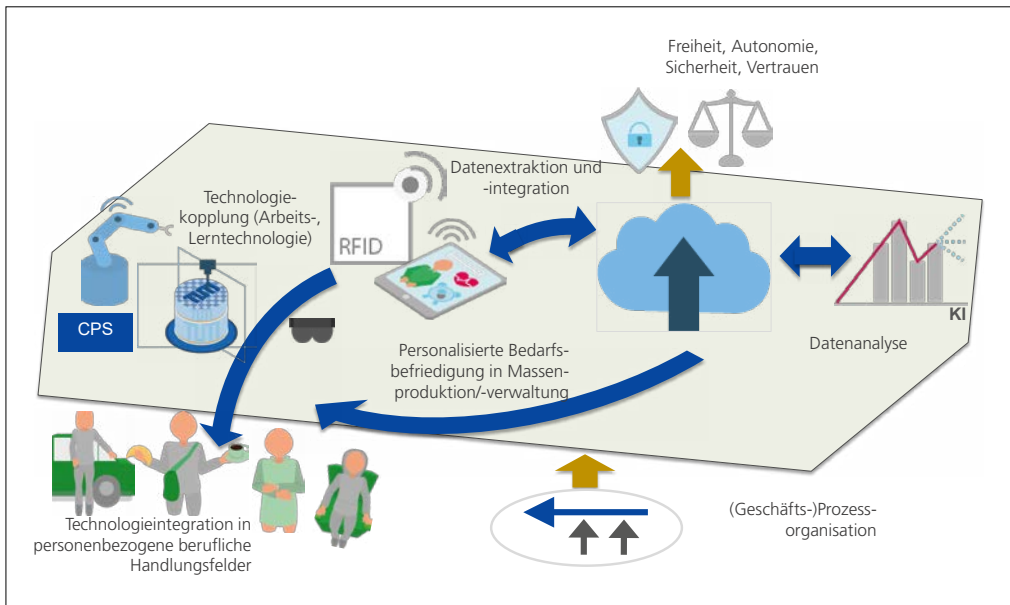 Freiheit, Autonomie,
Sicherheit, Vertrauen
Datenextraktion und
-integration
Technologie-
kopplung (Arbeits-,
Lerntechnologie)
RFID
CPS
KI
Datenanalyse
Personalisierte Bedarfs-
befriedigung in Massen-
produktion/-verwaltung
Technologieintegration in
personenbezogene berufliche
Handlungsfelder
(Geschäfts-)Prozess-
organisation